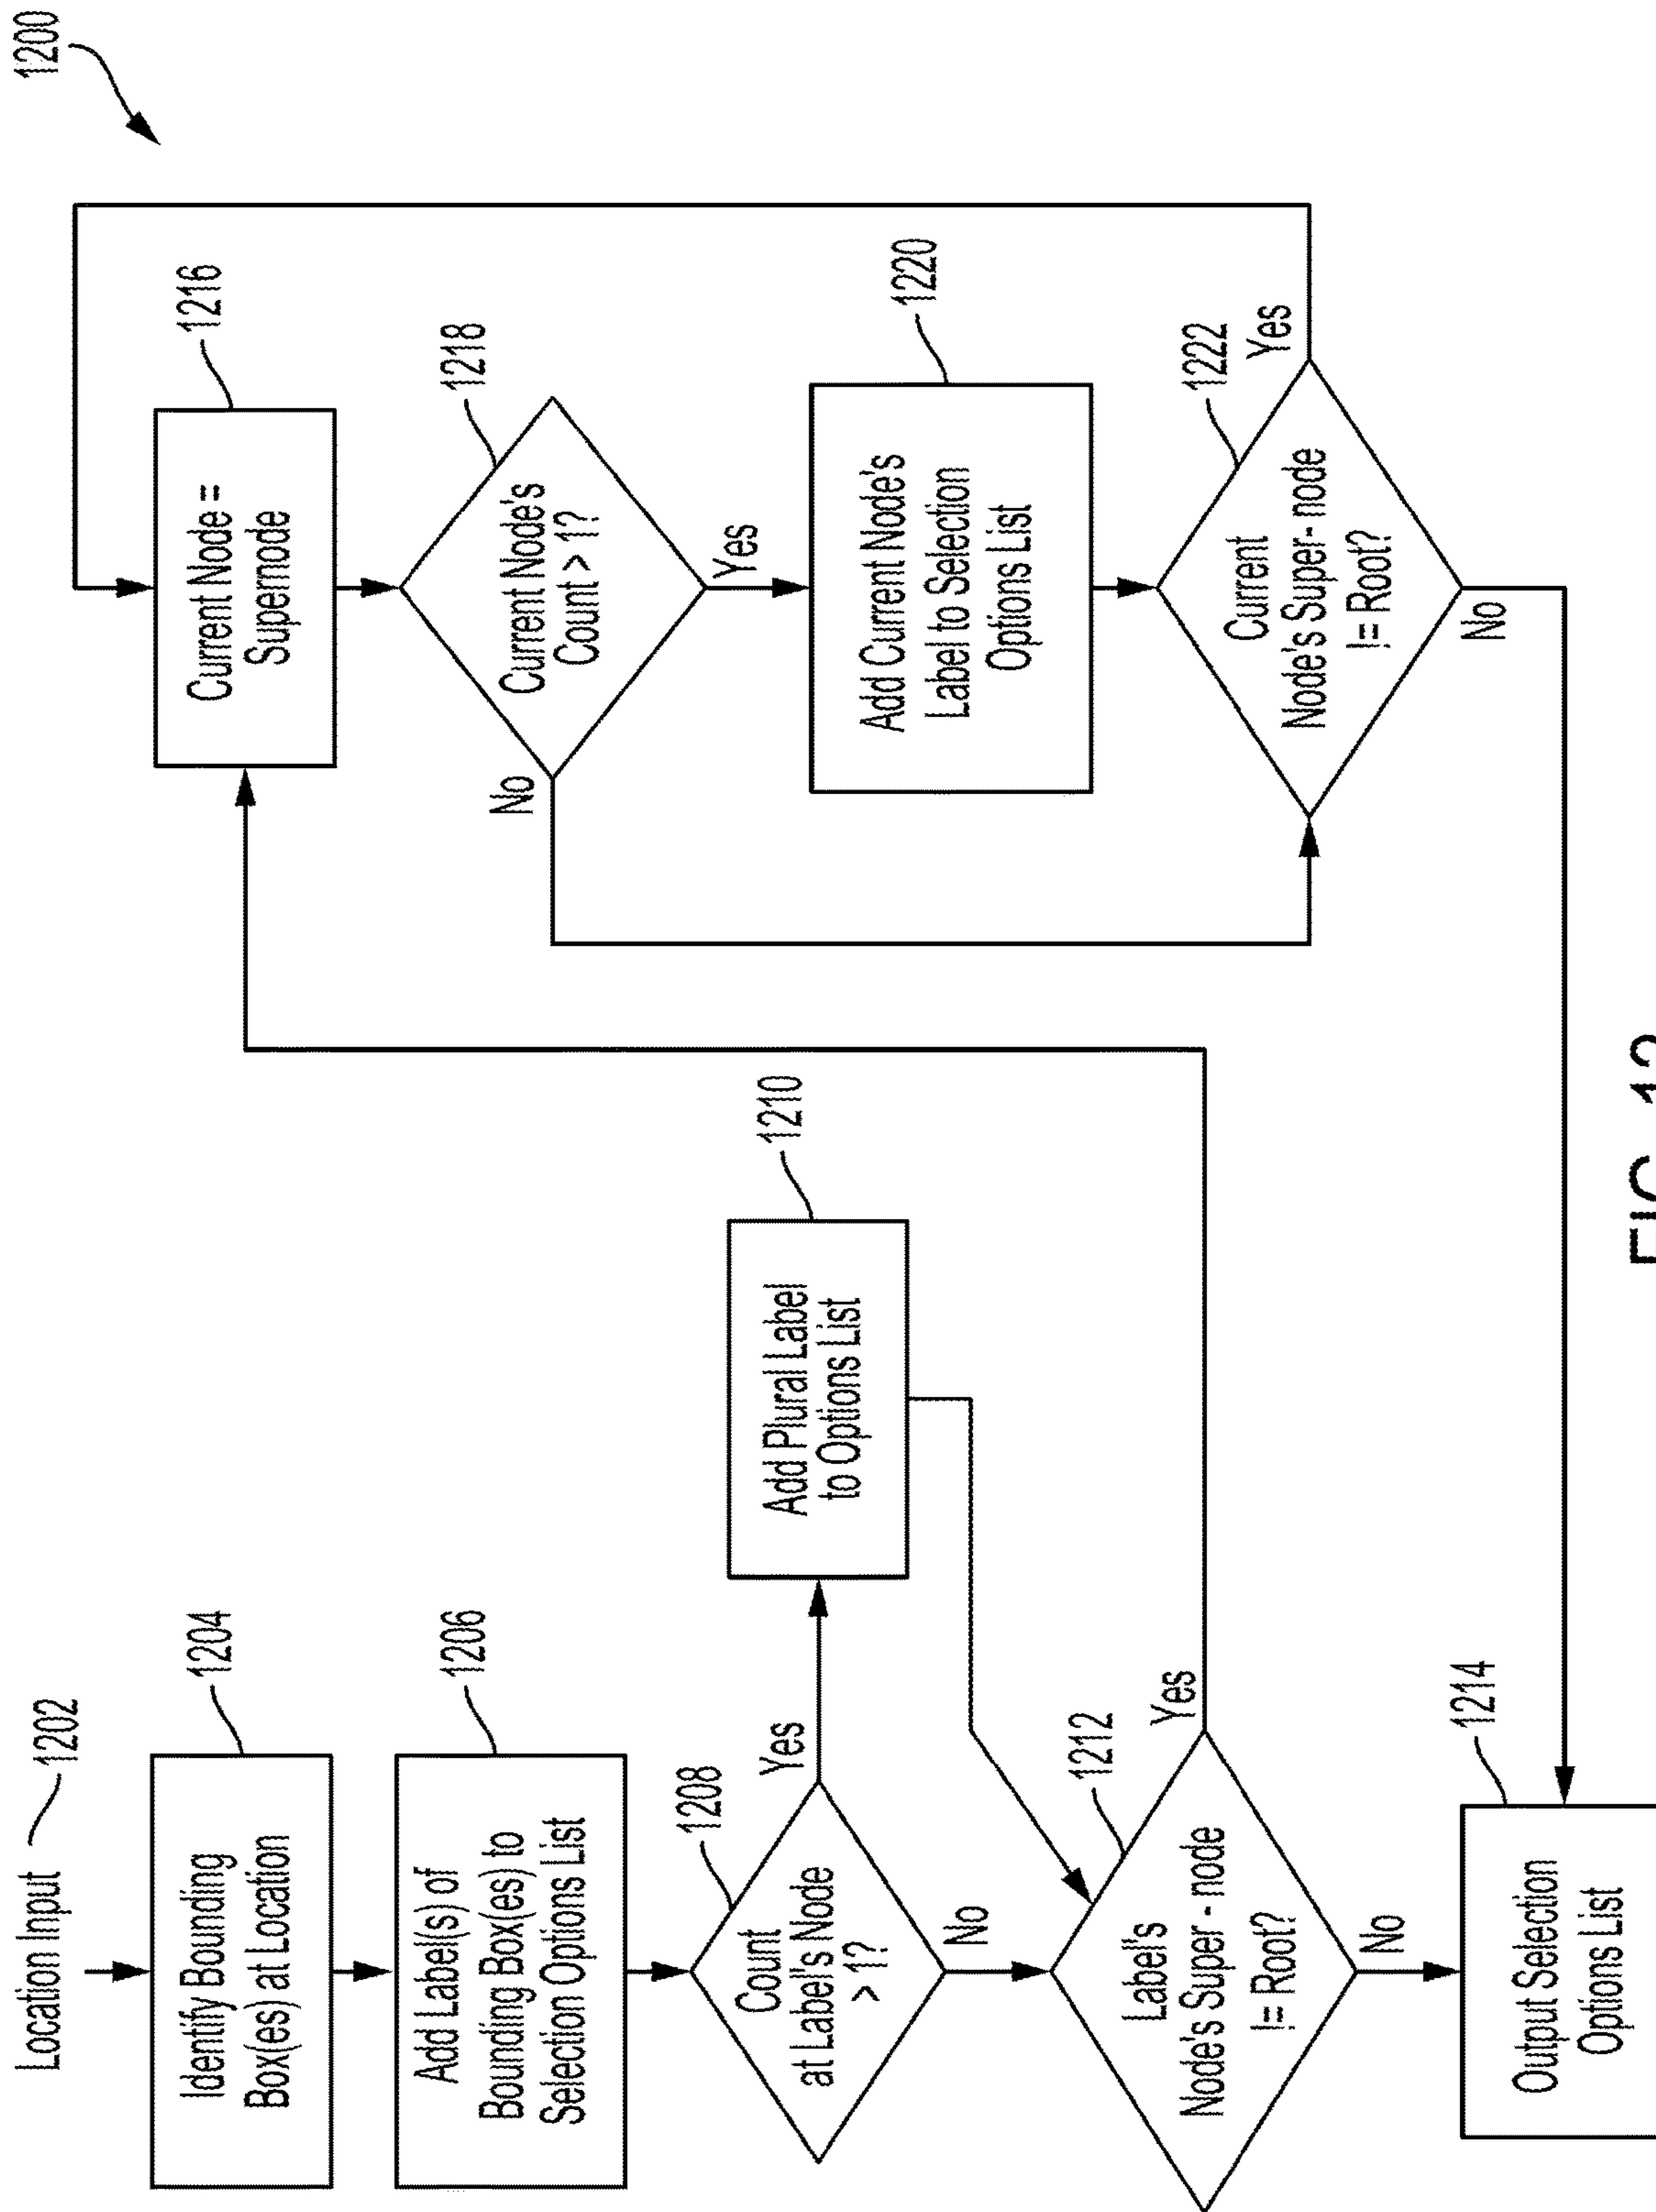 1200
Location Input
1202
Identify Bounding
Box(es) at Location
1204
Add Label(s) of
Bounding Box(es) to
Selection Options List
1206
Count
at Label's Node
> 1?
1208
Yes
No
Add Plural Label
to Options List
1210
Label's
Node's Super - node
!= Root?
1212
Yes
No
Output Selection
Options List
1214
Current Node =
Supernode
1216
Current Node's
Count > 1?
1218
No
Yes
Add Current Node's
Label to Selection
Options List
1220
Current
Node's Super- node
!= Root?
1222
Yes
No